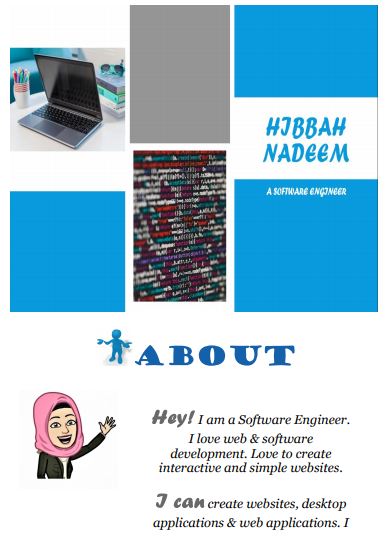 HIBBAH
NADEEM
A SOFTWARE ENGINEER
ABOUT
Hey! I am a Software Engineer.
I love web & software
development. Love to create
interactive and simple websites.
I can create websites, desktop
applications & web applications. I